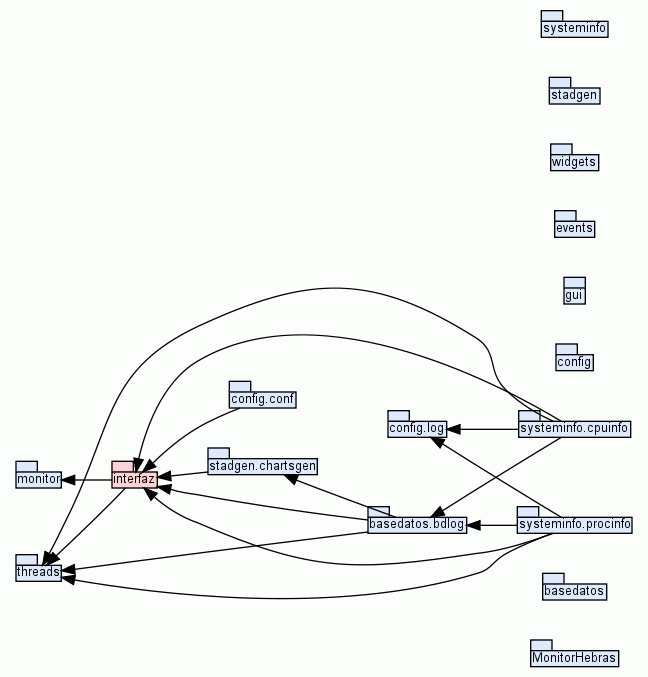 systeminfo
stadgen
widgets
events
gui
config
config.conf
config.log
systeminfo.cpuinfo
stadgen.chartsgen
monitor
interfaz
basedatos.bdlog
systeminfo.procinfo
threads
basedatos
MonitorHebras